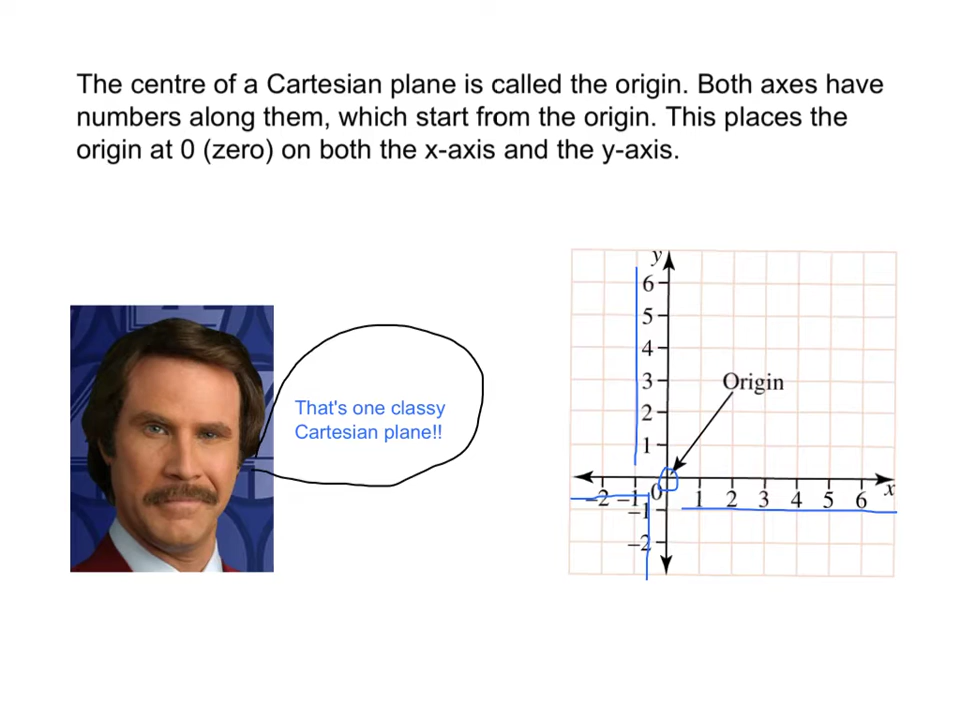 The centre of a Cartesian plane is called the origin. Both axes have
numbers along them, which start from the origin. This places the
origin at 0 (zero) on both the x-axis and the y-axis.
That's one classy
Cartesian plane!!
y
6
5
4
3
Origin
2
1
–2 –1 0 1 2 3 4 5 6 x
–1
–2